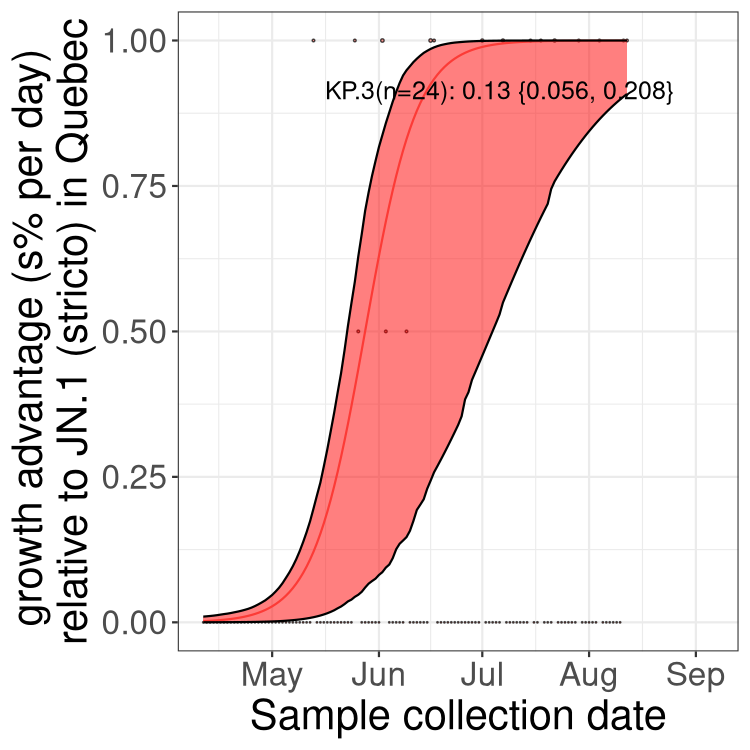 growth advantage (s% per day)
relative to JN.1 (stricto) in Quebec
1.00
0.75
0.50
0.25
0.00
KP.3(n=24): 0.13 {0.056, 0.208}
May Jun Jul Aug Sep
Sample collection date